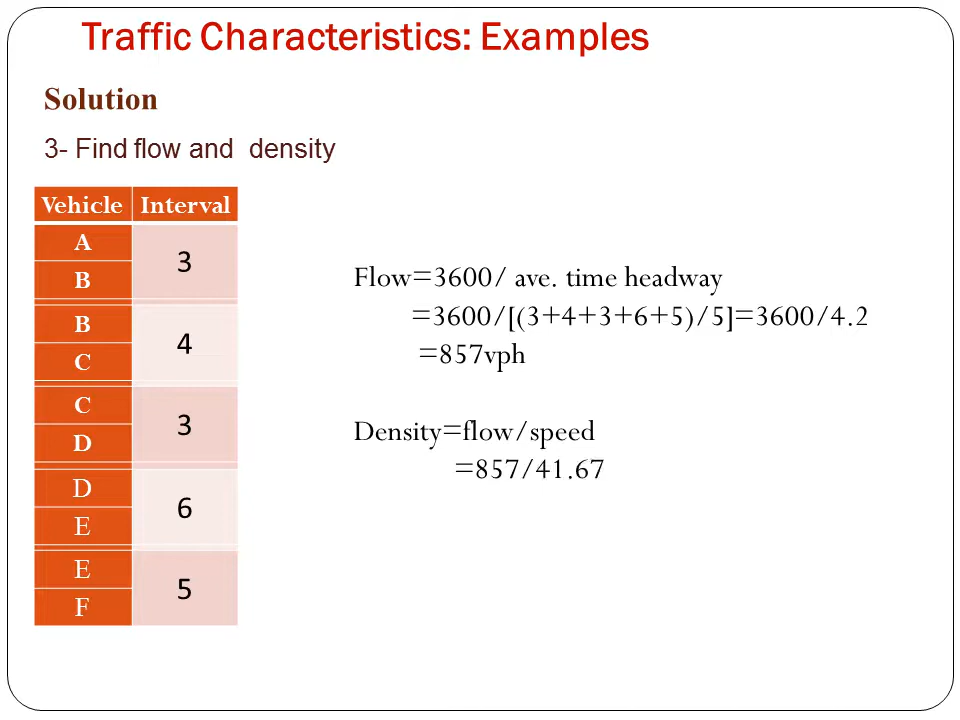 Traffic Characteristics: Examples
Solution
3- Find flow and  density
Vehicle Interval
A
3
B
B
4
C
C
3
D
D
6
E
E
5
F
Flow=3600/ ave. time headway
=3600/[(3+4+3+6+5)/5]=3600/4.2
=857vph
Density=flow/speed
=857/41.67